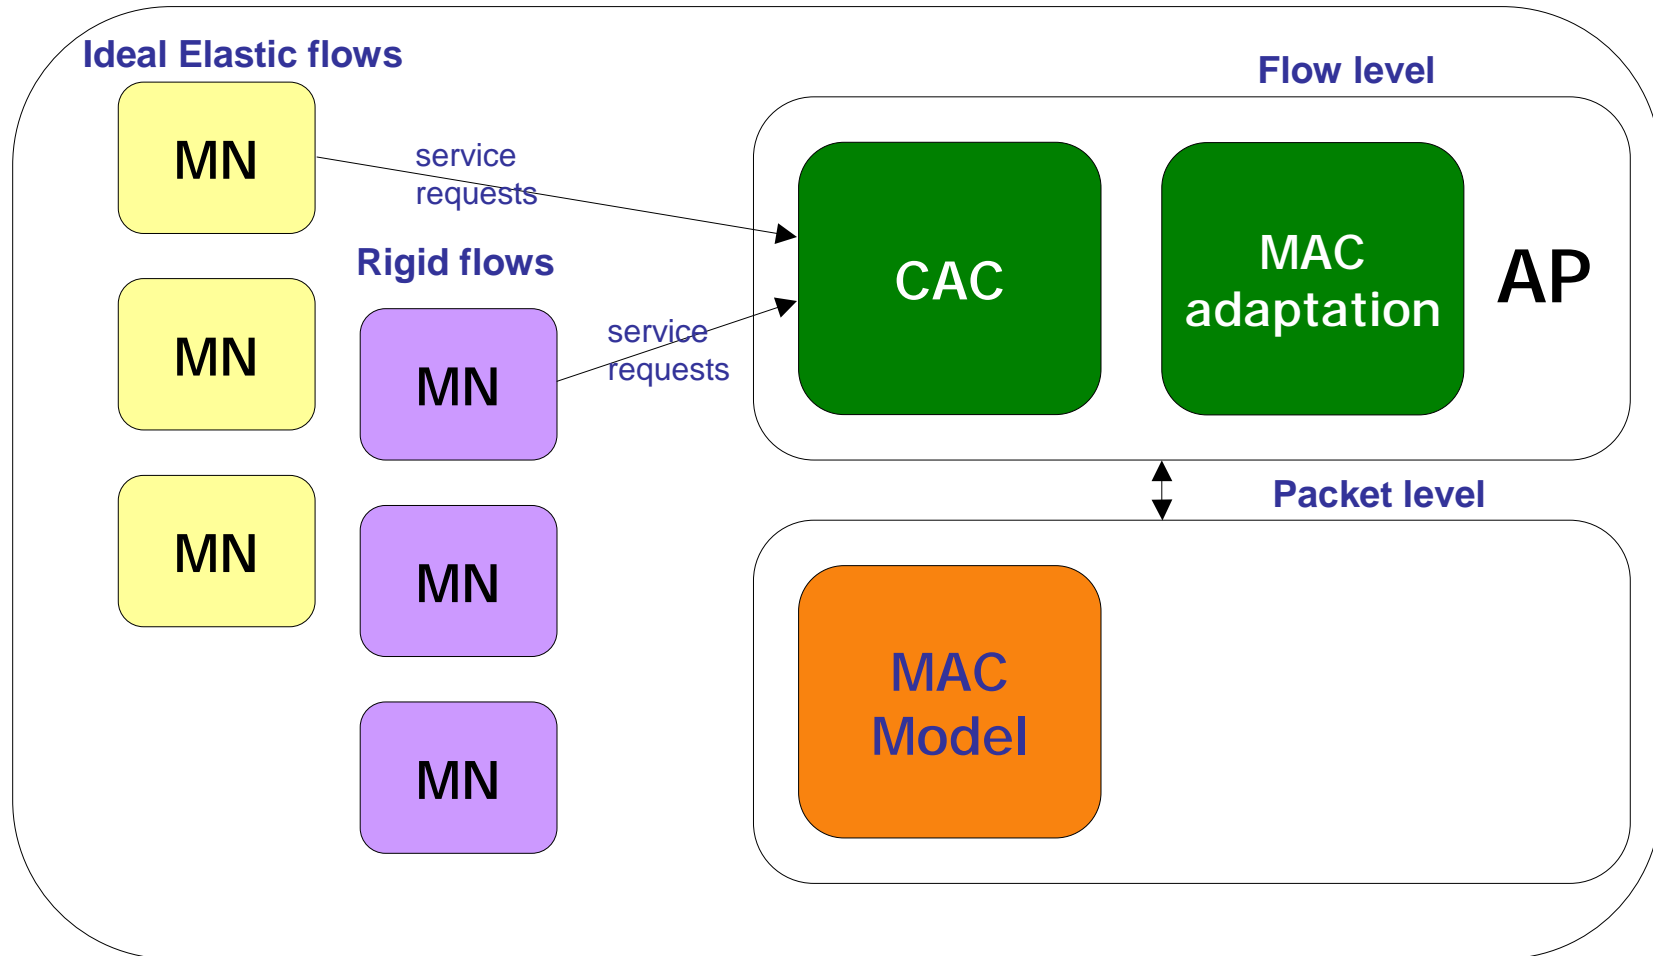 Ideal Elastic flows
MN
MN
MN
Rigid flows
MN
MN
MN
service
requests
service
requests
Flow level
CAC
MAC
adaptation
AP
Packet level
MAC
Model